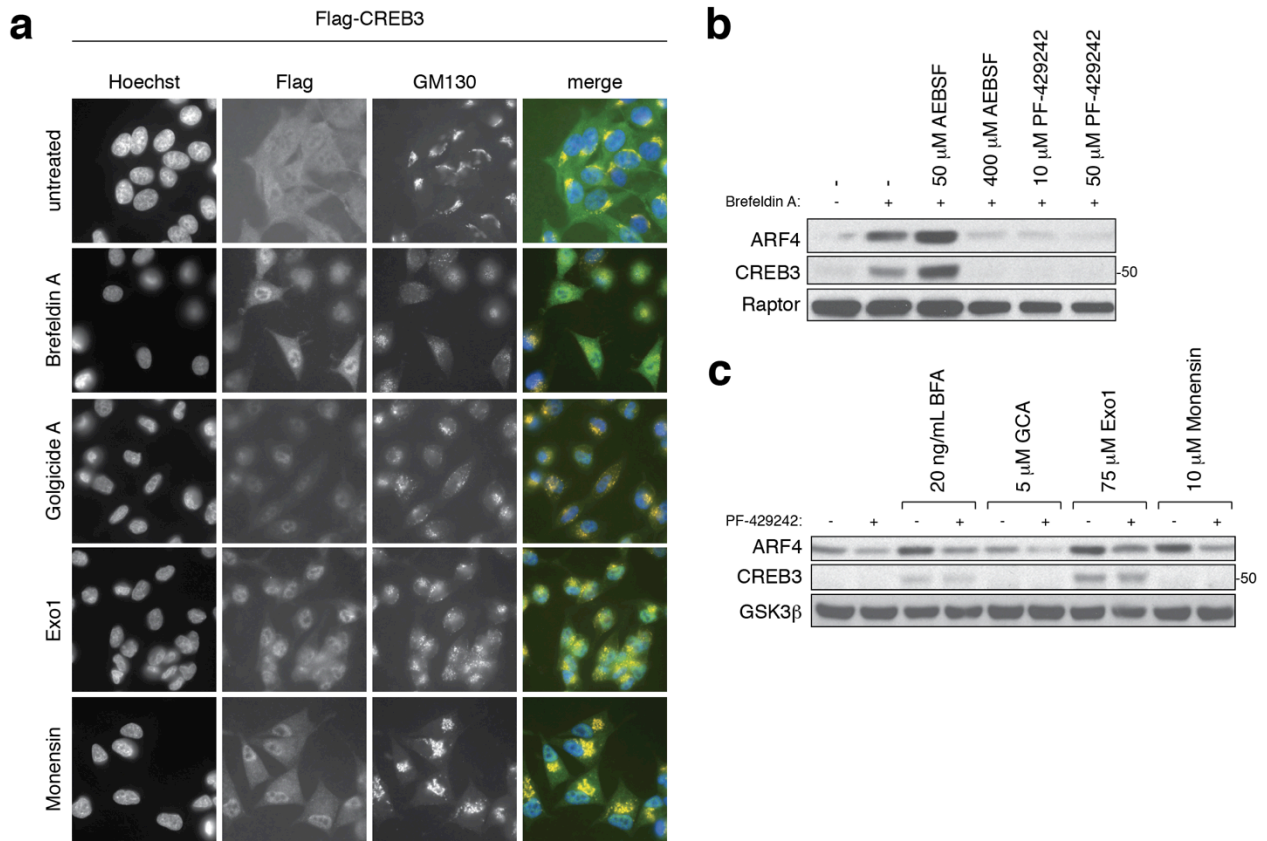 a
Flag-CREB3
Hoechst Flag GM130 merge
untreated
Brefeldin A
Golgicide A
Exo1
Monensin
b
50 μM AEBSF
400 μM AEBSF
10 μM PF-429242
50 μM PF-429242
- -
Brefeldin A: - + + + + +
ARF4
CREB3 -50
Raptor
c
20 ng/mL BFA
5 μM GCA
75 μM Exo1
10 μM Monensin
PF-429242: - + - + - + - + - +
ARF4
CREB3 -50
GSK3β